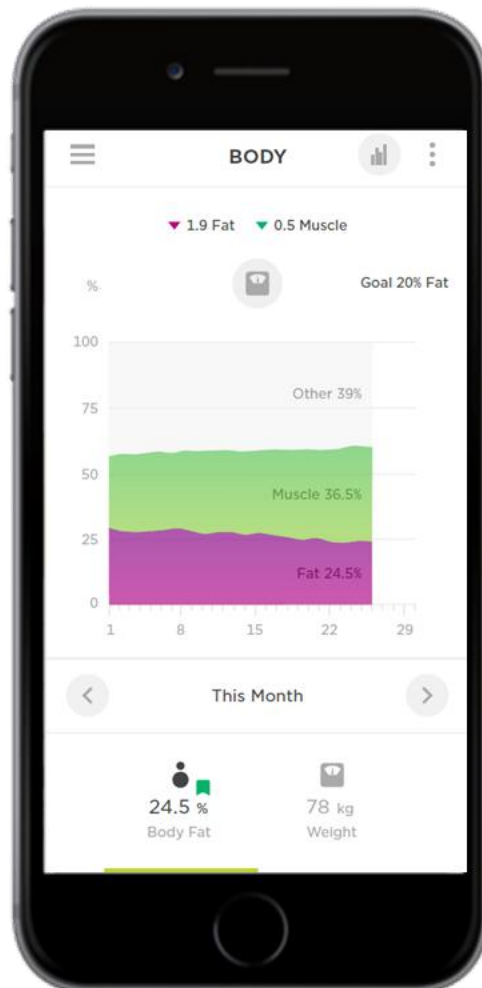 BODY
1.9 Fat 0.5 Muscle
% Goal 20% Fat
100
Other 39%
75
50
Muscle 36.5%
25
Fat 24.5%
0
1 8 15 22 29
This Month
24.5 % 78 kg
Body Fat Weight